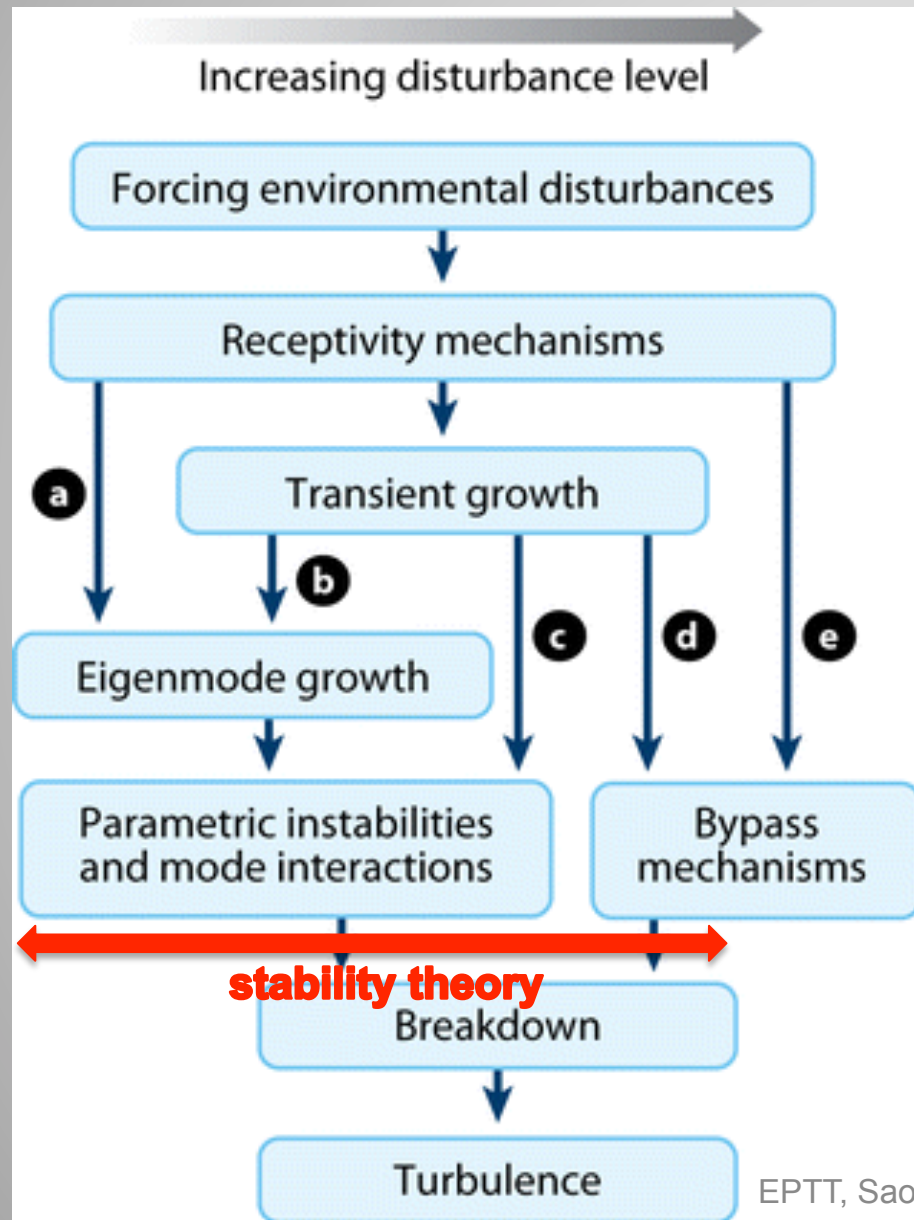 Increasing disturbance level
Forcing environmental disturbances
Receptivity mechanisms
a
Transient growth
b
c
d
e
Eigenmode growth
Parametric instabilities
and mode interactions
Bypass
mechanisms
stability theory
Breakdown
Turbulence
EPTT, Sao